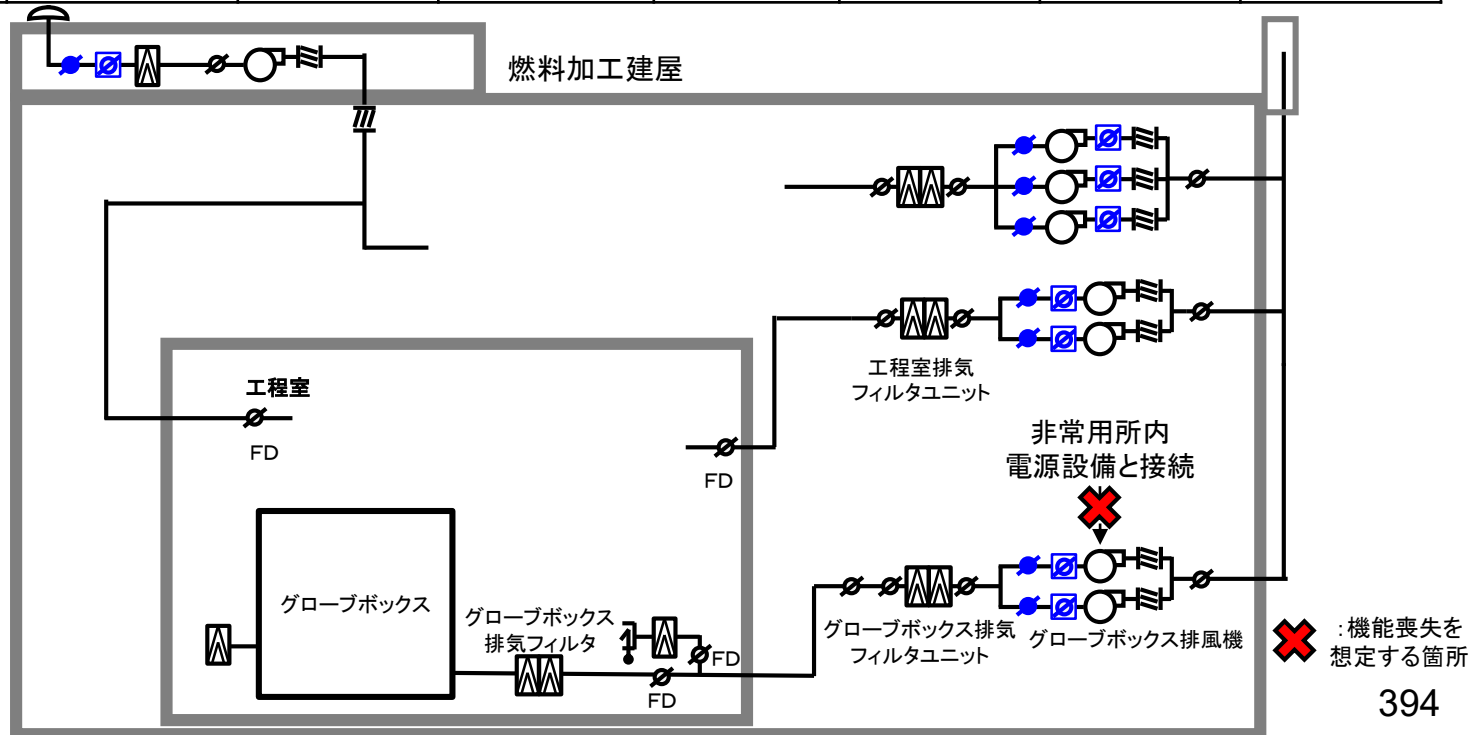 燃料加工建屋
工程室排気
フィルタユニット
工程室
FD
FD
非常用所内
電源設備と接続
グローブボックス
グローブボックス
排気フィルタ
FD
FD
グローブボックス排気
フィルタユニット
グローブボックス排風機
:機能喪失を
想定する箇所
394